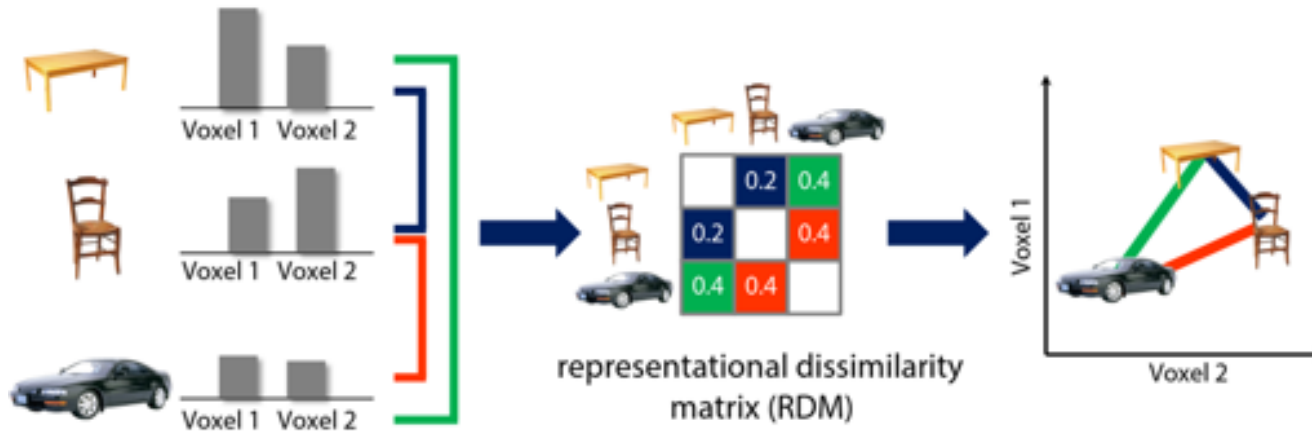 Voxel 1 Voxel 2
Voxel 1 Voxel 2
Voxel 1 Voxel 2
0.2 0.4
0.2 0.4
0.4 0.4
representational dissimilarity
matrix (RDM)
Voxel 1
Voxel 2